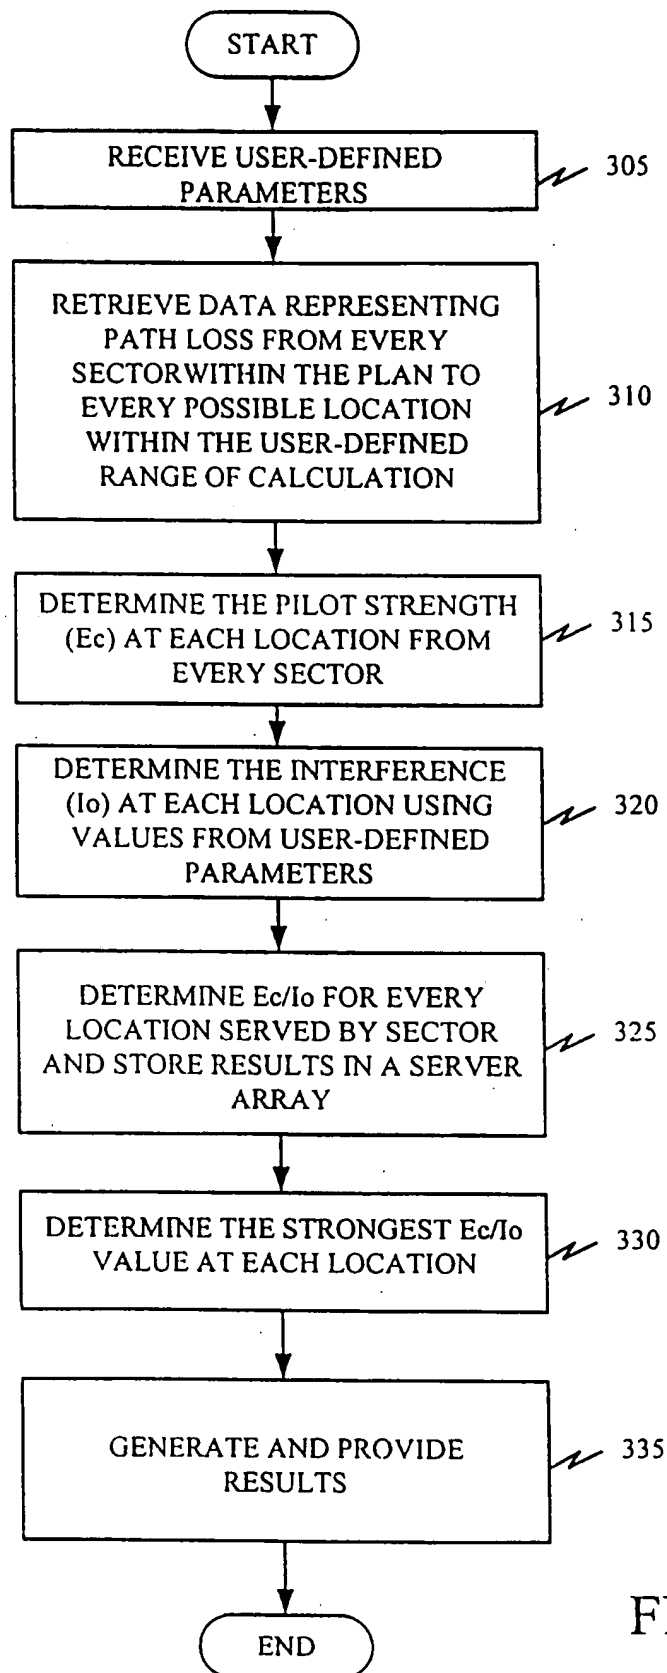 START
RECEIVE USER-DEFINED
PARAMETERS
305
RETRIEVE DATA REPRESENTING
PATH LOSS FROM EVERY
SECTORWITHIN THE PLAN TO
EVERY POSSIBLE LOCATION
WITHIN THE USER-DEFINED
RANGE OF CALCULATION
310
DETERMINE THE PILOT STRENGTH
(Ec) AT EACH LOCATION FROM
EVERY SECTOR
315
DETERMINE THE INTERFERENCE
(Io) AT EACH LOCATION USING
VALUES FROM USER-DEFINED
PARAMETERS
320
DETERMINE Ec/Io FOR EVERY
LOCATION SERVED BY SECTOR
AND STORE RESULTS IN A SERVER
ARRAY
325
DETERMINE THE STRONGEST Ec/Io
VALUE AT EACH LOCATION
330
GENERATE AND PROVIDE
RESULTS
335
END